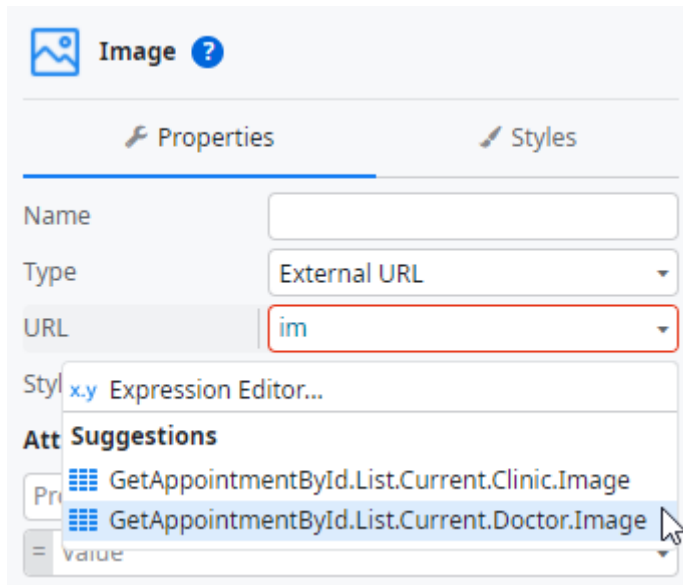 Image ?
Properties
Styles
Name
Type
External URL
URL
im
Styl
x.y Expression Editor...
Att
Suggestions
GetAppointmentById.List.Current.Clinic.Image
Pr
GetAppointmentById.List.Current.Doctor.Image
= Value